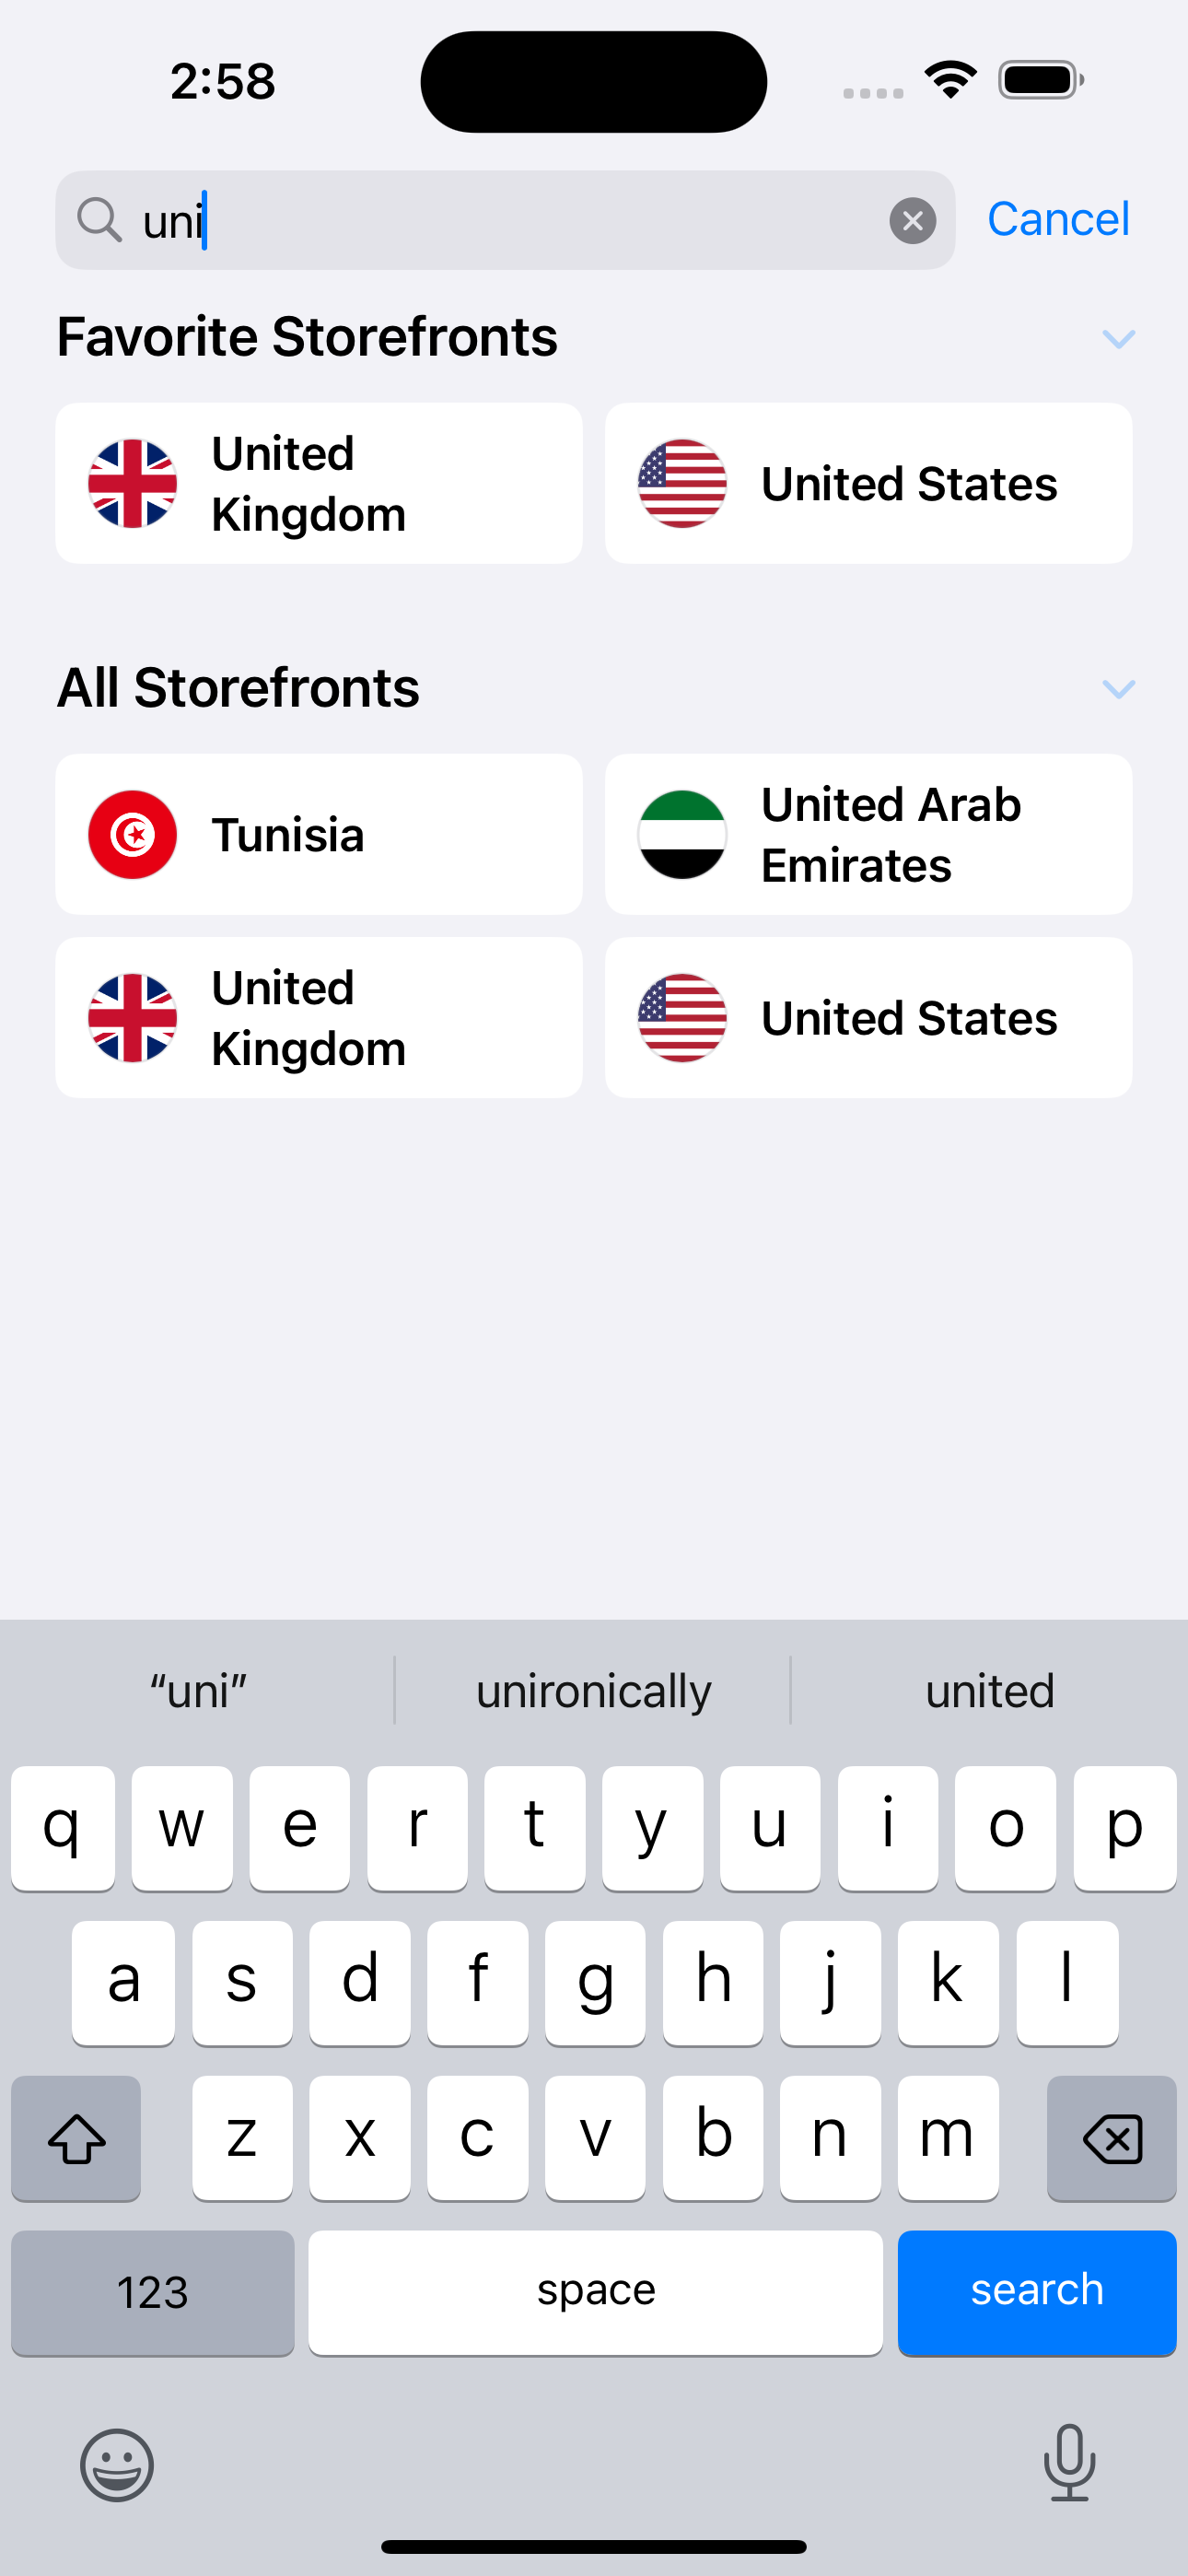 2:58
uni
Cancel
Favorite Storefronts
United
Kingdom
United States
All Storefronts
Tunisia
United Arab
Emirates
United
Kingdom
United States
“uni”
unironically
united
q w e r t y u i o p
a s d f g h j k l
z x c v b n m
123
space
search